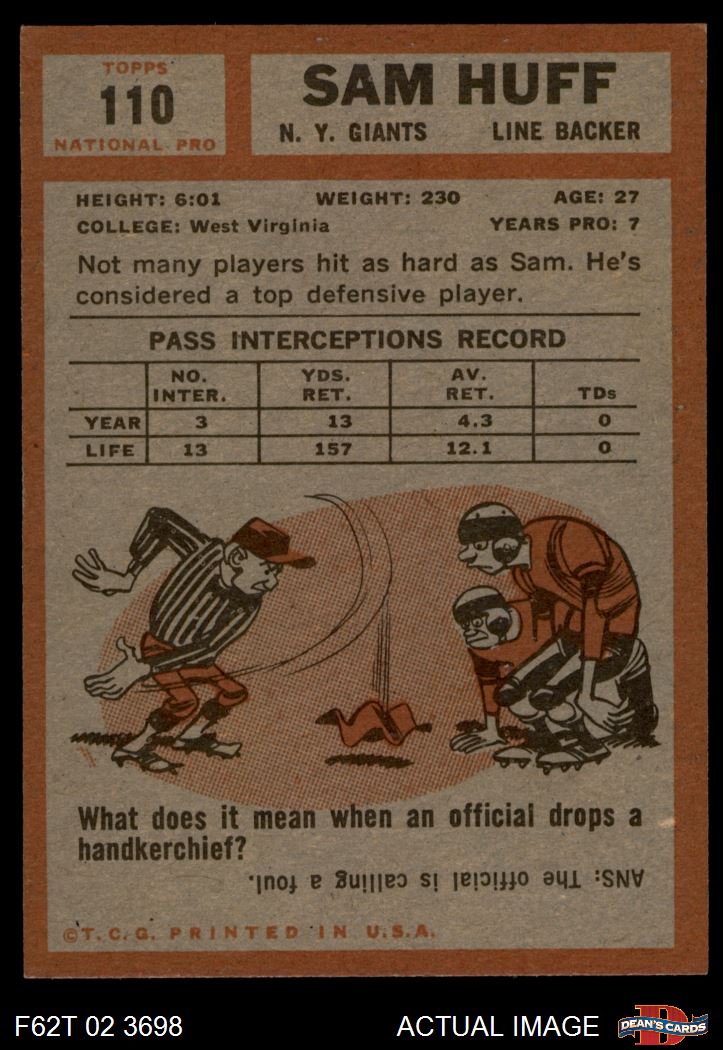 TOPPS
110
NATIONAL PRO
SAM HUFF
N. Y. GIANTS LINE BACKER
HEIGHT: 6:01 WEIGHT: 230 AGE: 27
COLLEGE: West Virginia YEARS PRO: 7
Not many players hit as hard as Sam. He's
considered a top defensive player.
PASS INTERCEPTIONS RECORD
NO. INTER. YDS. RET. AV. RET. TDs
YEAR 3 13 4.3 0
LIFE 13 157 12.1 0
What does it mean when an official drops a
handkerchief?
ANS: The official is calling a foul.
©T.C.G. PRINTED IN U.S.A.
F62T 02 3698 ACTUAL IMAGE DEAN'S CARDS